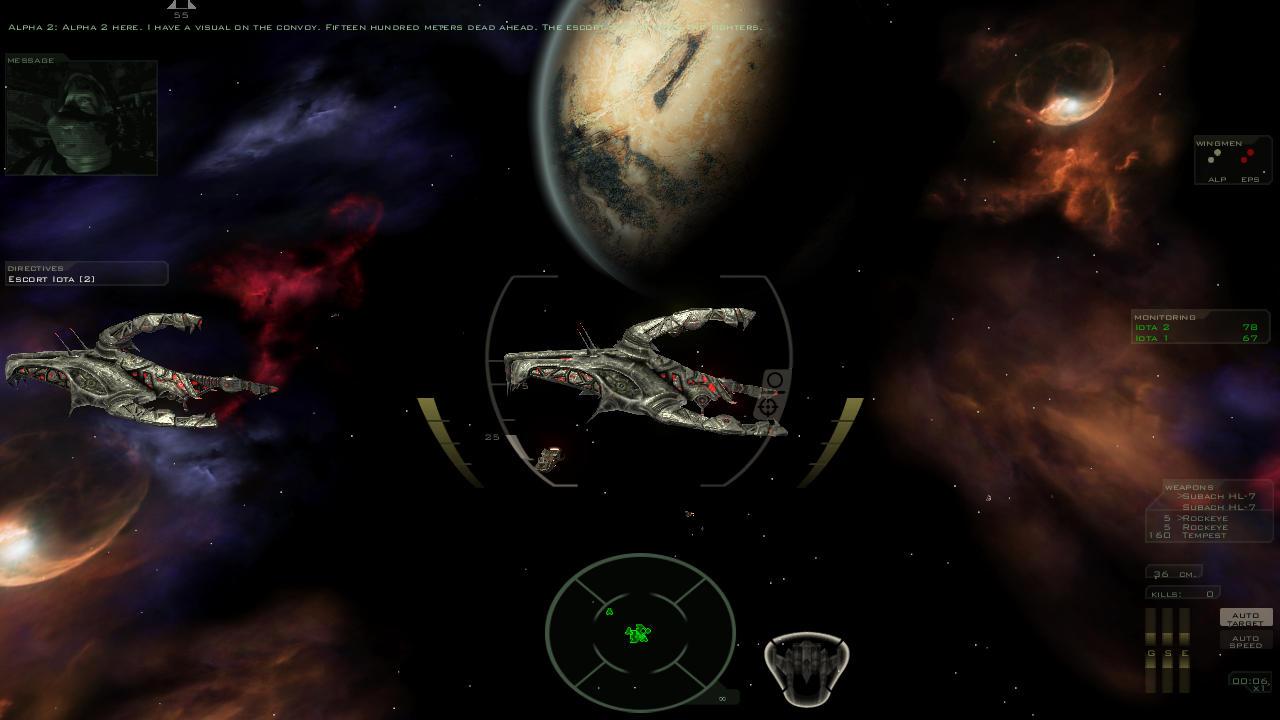 55
Alpha 2: Alpha 2 here. I have a visual on the convoy. Fifteen hundred meters dead ahead. The escort fighters.
MESSAGE
WINGMEN
ALP EPS
DIRECTIVES
Escort Iota (2)
MONITORING
Iota 2 78
Iota 1 67
75
25
WEAPONS
>Subach HL-7
Subach HL-7
5 >Rockeye
5 Rockeye
160 Tempest
36 CM.
KILLS: 0
AUTO
TARGET
AUTO
SPEED
G S E
00:06
x1
∞